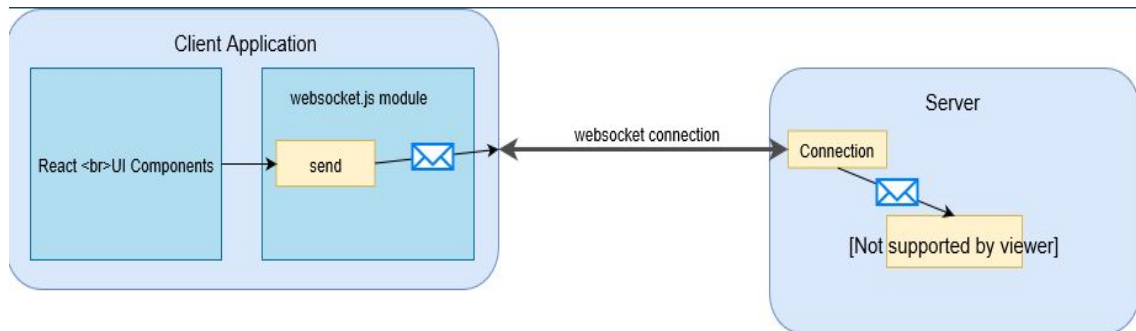 Client Application
websocket.js module
React <br>UI Components
send
websocket connection
Server
Connection
[Not supported by viewer]